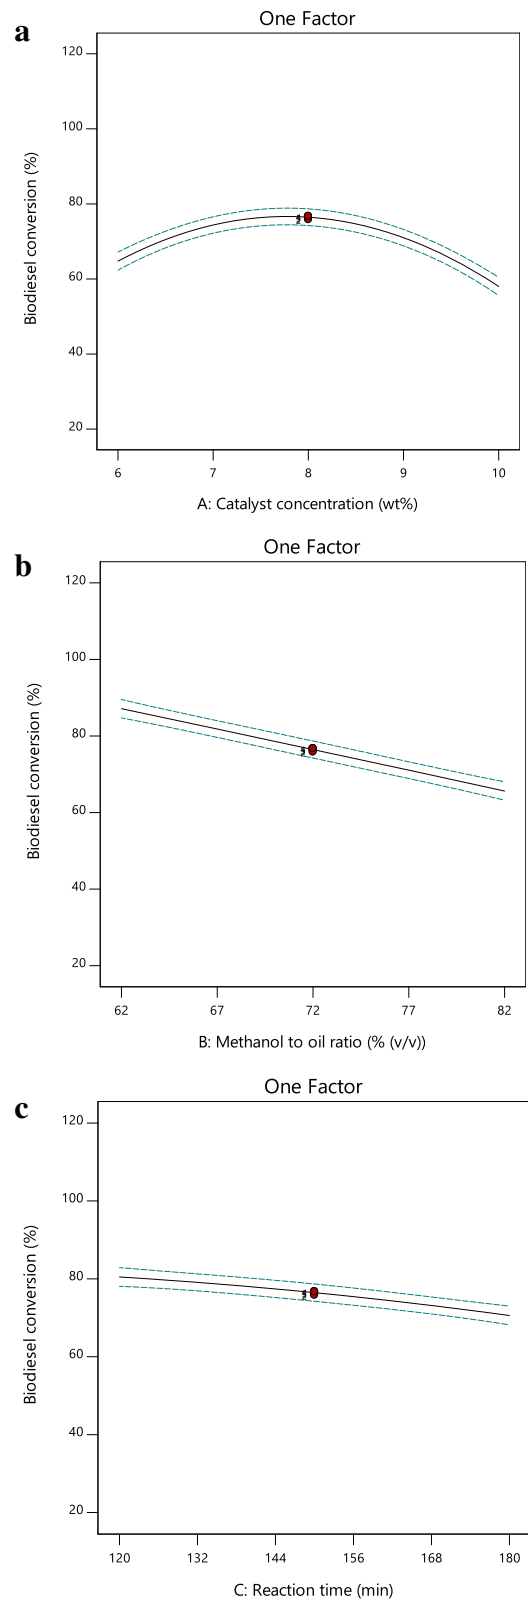 a
One Factor
120
100
80
60
40
20
Biodiesel conversion (%)
6 7 8 9 10
A: Catalyst concentration (wt%)
b
One Factor
120
100
80
60
40
20
Biodiesel conversion (%)
62 67 72 77 82
B: Methanol to oil ratio (% (v/v))
c
One Factor
120
100
80
60
40
20
Biodiesel conversion (%)
120 132 144 156 168 180
C: Reaction time (min)